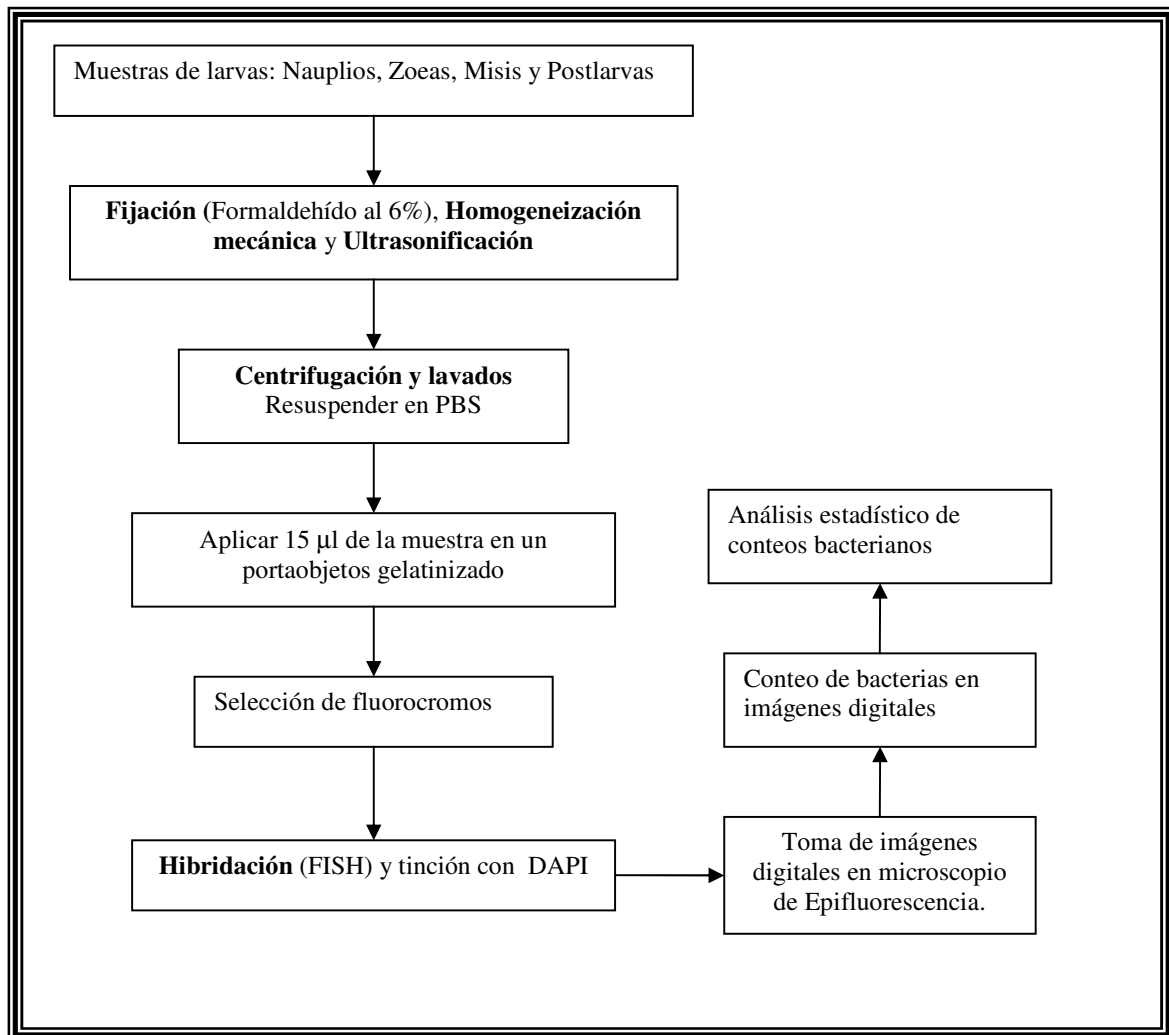 Muestras de larvas: Nauplios, Zoeas, Misis y Postlarvas
Fijación (Formaldehído al 6%), Homogeneización
mecánica y Ultrasonificación
Centrifugación y lavados
Resuspender en PBS
Aplicar 15 µl de la muestra en un
portaobjetos gelatinizado
Selección de fluorocromos
Hibridación (FISH) y tinción con DAPI
Toma de imágenes
digitales en microscopio
de Epifluorescencia.
Conteo de bacterias en
imágenes digitales
Análisis estadístico de
conteos bacterianos